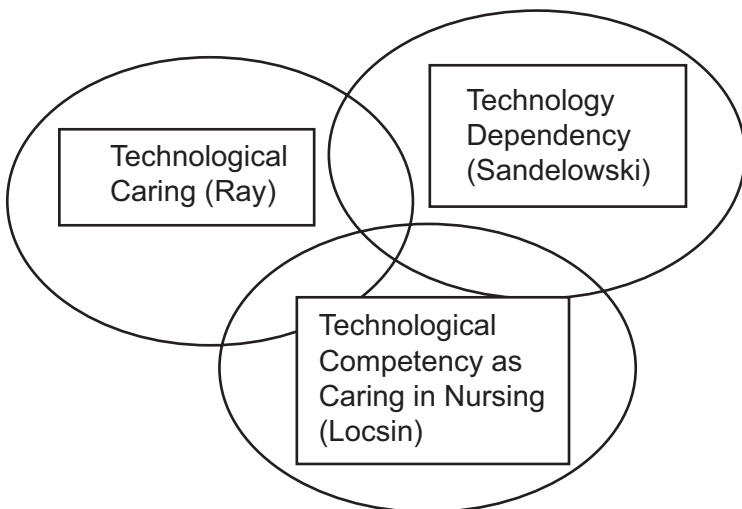 Technological
Caring (Ray)
Technology
Dependency
(Sandelowski)
Technological
Competency as
Caring in Nursing
(Locsin)